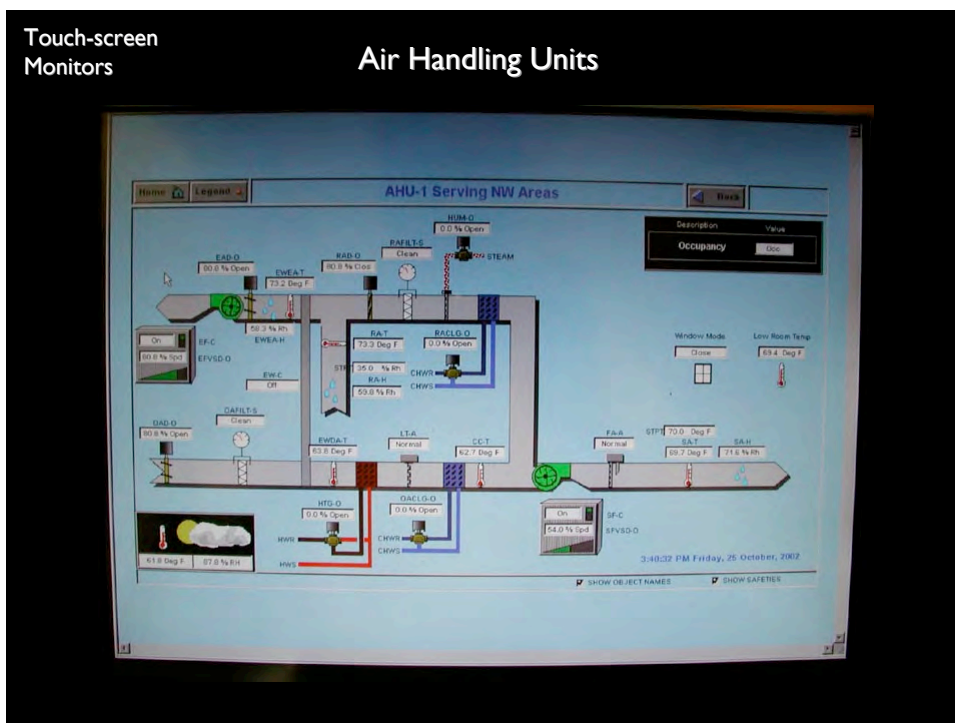 Touch-screen
Monitors
Air Handling Units
Home
Legend
AHU-1 Serving NW Areas
Back
Description Value
Occupancy Occ
HUM-O
0.0 % Open
STEAM
RAFILT-S
Clean
RAD-O
80.8 % Clos
EAD-O
80.8 % Open
EWEA-T
73.2 Deg F
58.3 % Rh
EWEA-H
On
SF-C
80.8 % Spd
EFVSD-O
EW-C
Off
RA-T
73.3 Deg F
35.0 % Rh
RA-H
59.8 % Rh
RACLG-O
0.0 % Open
CHWR
CHWS
Window Mode
Close
Low Room Temp
69.4 Deg F
OAD-O
80.8 % Open
OAFILT-S
Clean
EWDA-T
63.8 Deg F
LT-A
Normal
CC-T
62.7 Deg F
FA-A
Normal
STPT 70.0 Deg F
SA-T
69.7 Deg F
SA-H
71.6 % Rh
HTG-O
0.0 % Open
OACLG-O
0.0 % Open
HWR
HWS
CHWR
CHWS
On
SF-C
54.0 % Spd
SFVSD-O
61.8 Deg F
87.8 % RH
3:40:32 PM Friday, 25 October, 2002
SHOW OBJECT NAMES
SHOW SAFETIES